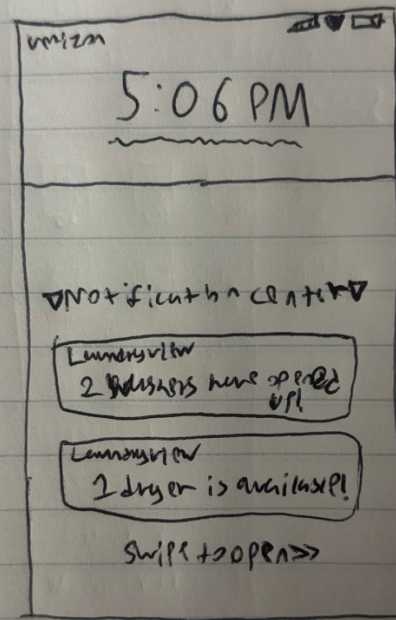 verizon
5:06 PM
Notification center
Laundryview
2 washers have opened
up!
Laundryview
1 dryer is available!
swipe to open >>